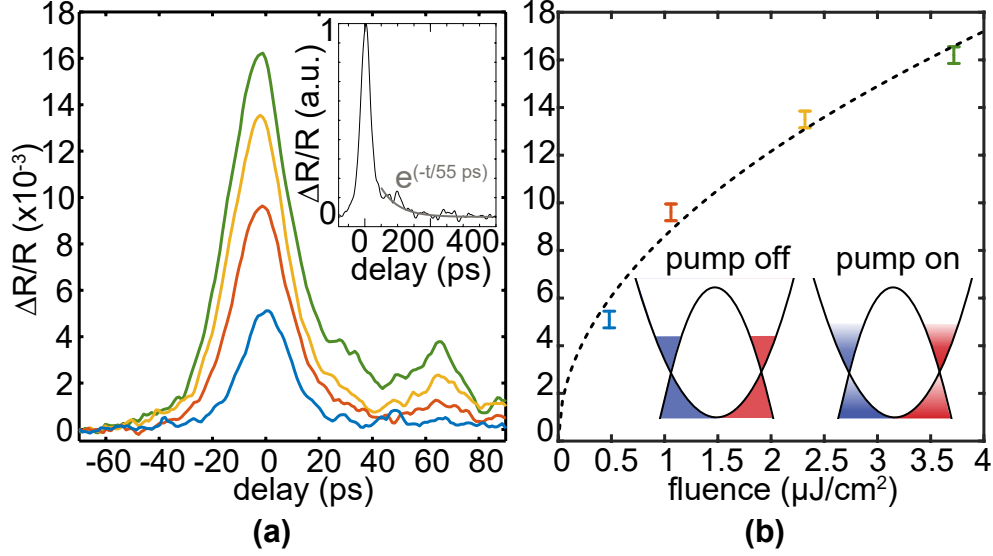 18
16
14
12
10
8
6
4
2
0
ΔR/R (x10⁻³)
-60 -40 -20 0 20 40 60 80
delay (ps)
(a)
1
0
ΔR/R (a.u.)
e^(-t/55 ps)
0 200 400
delay (ps)
18
16
14
12
10
8
6
4
2
0
pump off pump on
0 0.5 1 1.5 2 2.5 3 3.5 4
fluence (µJ/cm²)
(b)